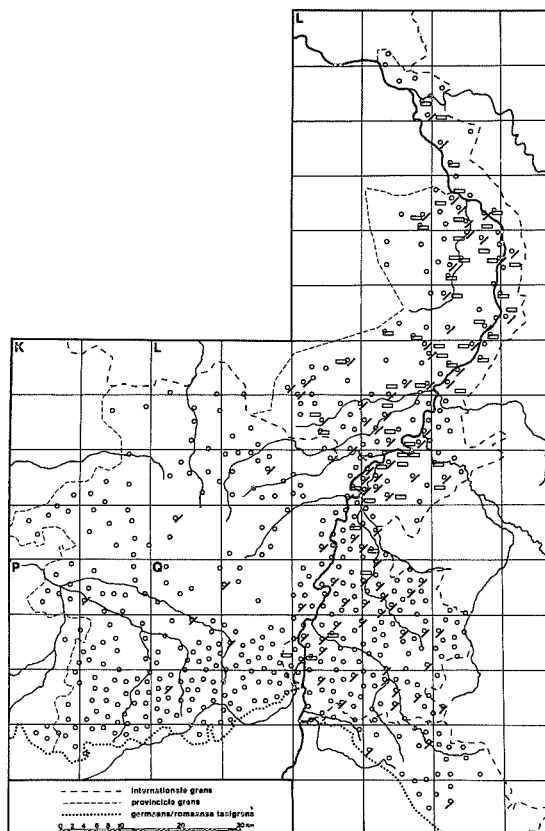 L
K L
P Q
internationale grens
provinciale grens
germaans/romaanse taalgrens
0 2 4 6 8 10 20 30 Km